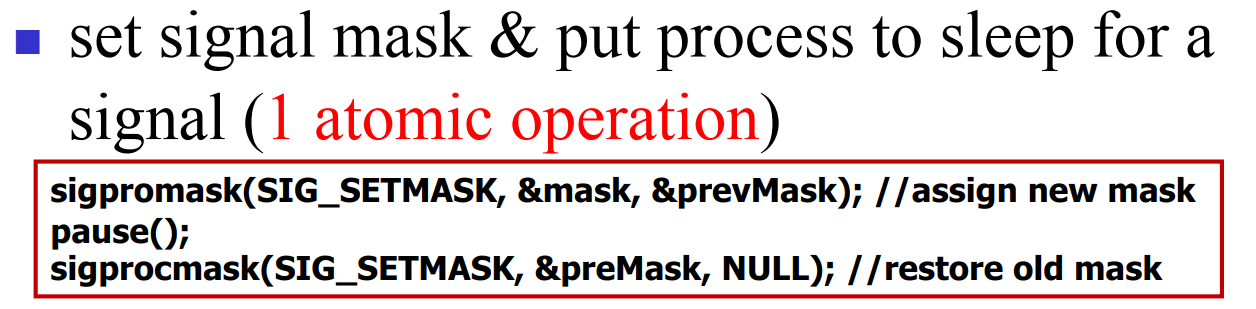 set signal mask & put process to sleep for a
signal (1 atomic operation)
sigpromask(SIG_SETMASK, &mask, &prevMask); //assign new mask
pause();
sigprocmask(SIG_SETMASK, &preMask, NULL); //restore old mask